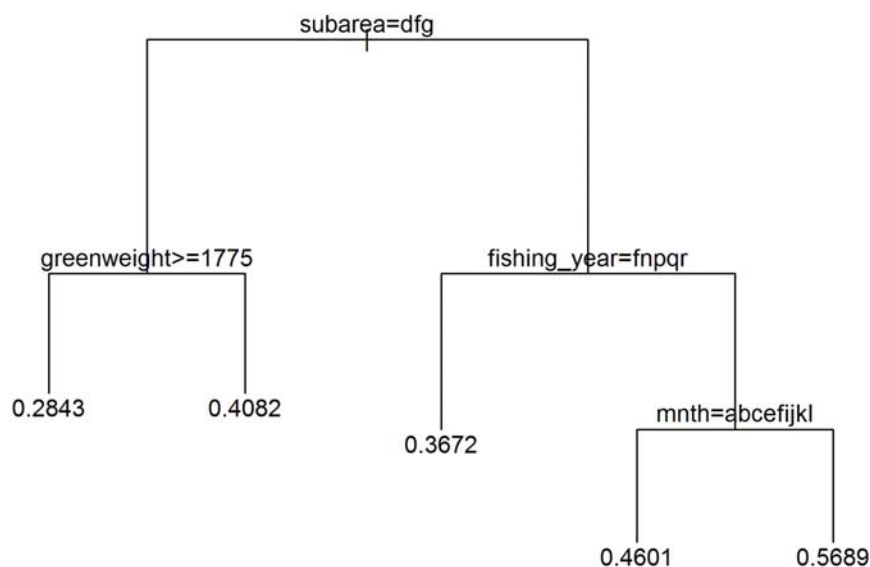 subarea=dfg
greenweight>=1775
fishing_year=fnpqr
0.2843
0.4082
0.3672
mnth=abcefijkl
0.4601
0.5689